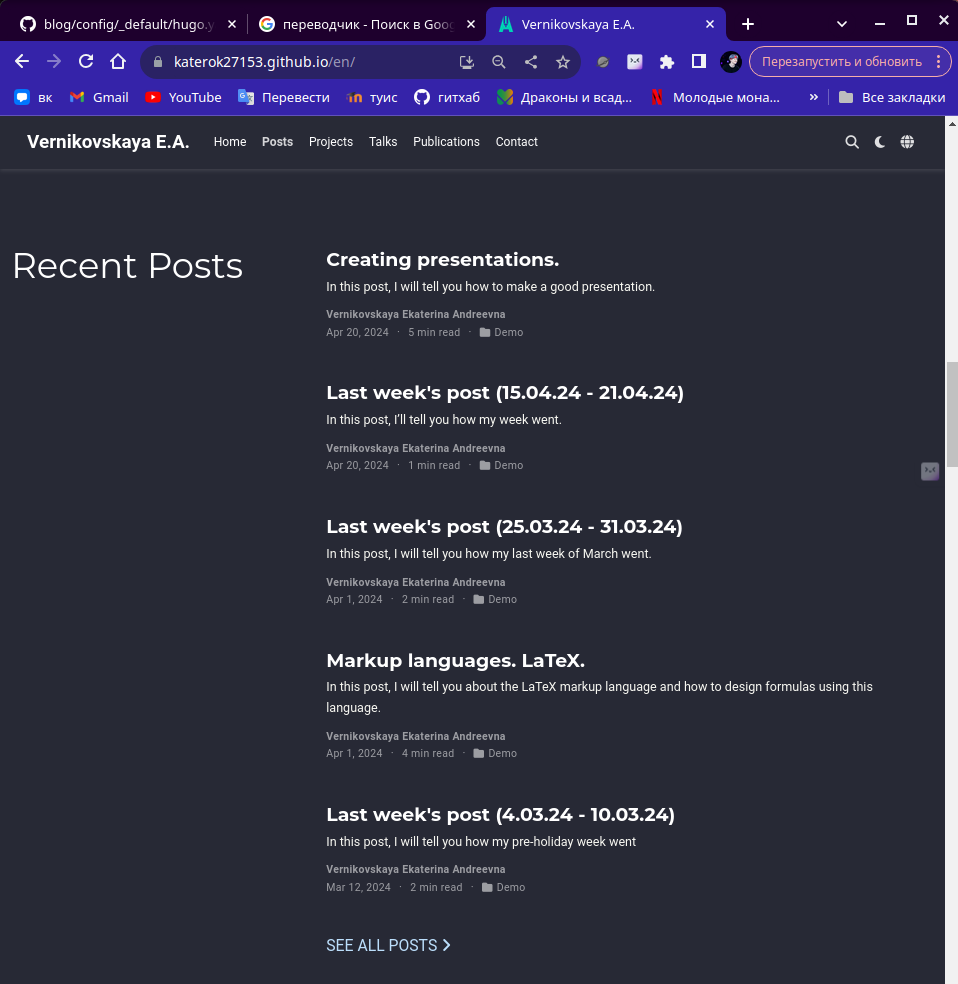 blog/config/_default/hugo.y
переводчик - Поиск в Goo
Vernikovskaya E.A.
katerok27153.github.io/en/
Перезапустить и обновить
вк
Gmail
YouTube
Перевести
туис
гитхаб
Драконы и всад...
Молодые мона...
»
Все закладки
Vernikovskaya E.A.
Home
Posts
Projects
Talks
Publications
Contact
Recent Posts
Creating presentations.
In this post, I will tell you how to make a good presentation.
Vernikovskaya Ekaterina Andreevna
Apr 20, 2024 · 5 min read · Demo
Last week's post (15.04.24 - 21.04.24)
In this post, I'll tell you how my week went.
Vernikovskaya Ekaterina Andreevna
Apr 20, 2024 · 1 min read · Demo
Last week's post (25.03.24 - 31.03.24)
In this post, I will tell you how my last week of March went.
Vernikovskaya Ekaterina Andreevna
Apr 1, 2024 · 2 min read · Demo
Markup languages. LaTeX.
In this post, I will tell you about the LaTeX markup language and how to design formulas using this
language.
Vernikovskaya Ekaterina Andreevna
Apr 1, 2024 · 4 min read · Demo
Last week's post (4.03.24 - 10.03.24)
In this post, I will tell you how my pre-holiday week went
Vernikovskaya Ekaterina Andreevna
Mar 12, 2024 · 2 min read · Demo
SEE ALL POSTS